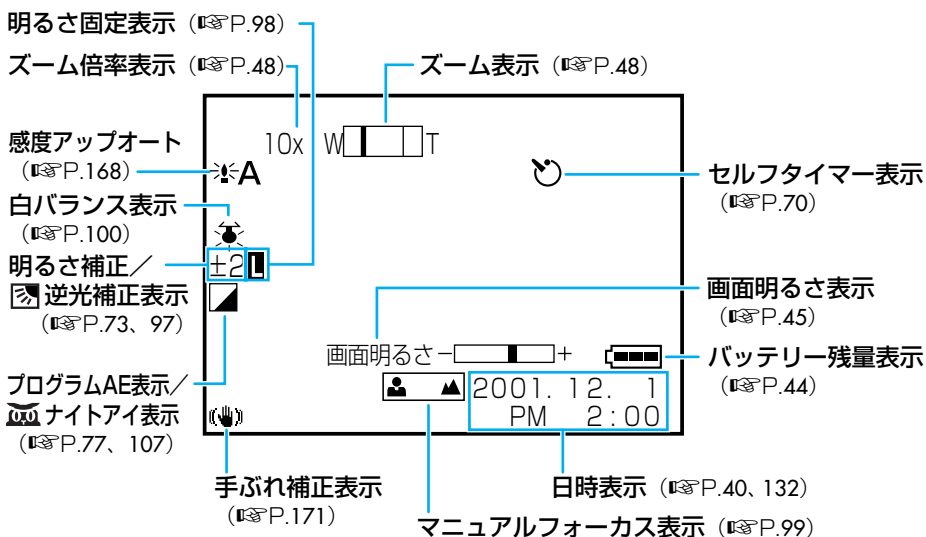 明るさ固定表示（☞P.98）
ズーム倍率表示（☞P.48）
ズーム表示（☞P.48）
感度アップオート
（☞P.168）
白バランス表示
（☞P.100）
明るさ補正／
逆光補正表示
（☞P.73、97）
プログラムAE表示／
ナイトアイ表示
（☞P.77、107）
10x W T
A
±2 L
画面明るさ − +
2001. 12. 1
PM 2:00
セルフタイマー表示
（☞P.70）
画面明るさ表示
（☞P.45）
バッテリー残量表示
（☞P.44）
手ぶれ補正表示
（☞P.171）
日時表示（☞P.40、132）
マニュアルフォーカス表示（☞P.99）